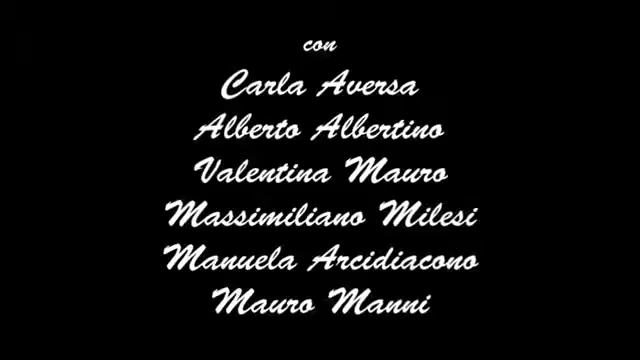 con
Carla Aversa
Alberto Albertino
Valentina Mauro
Massimiliano Milesi
Manuela Arcidiacono
Mauro Manni